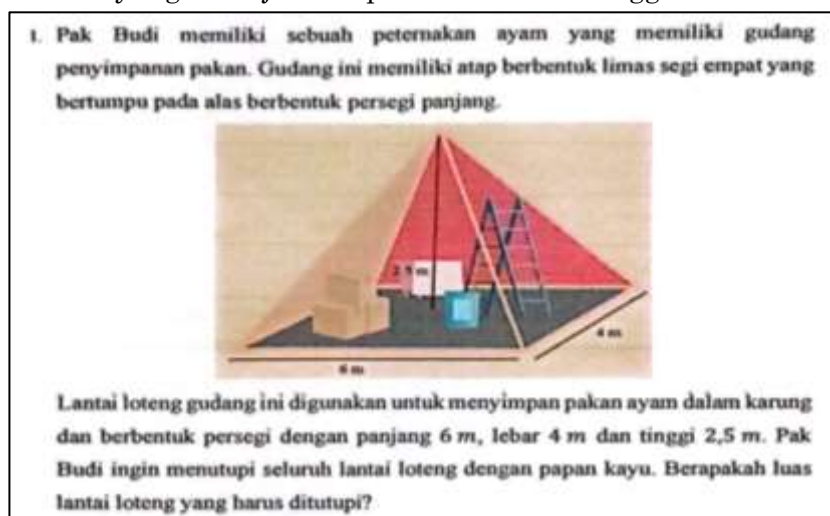 1. Pak Budi memiliki sebuah peternakan ayam yang memiliki gudang
penyimpanan pakan. Gudang ini memiliki atap berbentuk limas segi empat yang
bertumpu pada alas berbentuk persegi panjang.
2,5 m
4 m
6 m
Lantai loteng gudang ini digunakan untuk menyimpan pakan ayam dalam karung
dan berbentuk persegi dengan panjang 6 m, lebar 4 m dan tinggi 2,5 m. Pak
Budi ingin menutupi seluruh lantai loteng dengan papan kayu. Berapakah luas
lantai loteng yang harus ditutupi?